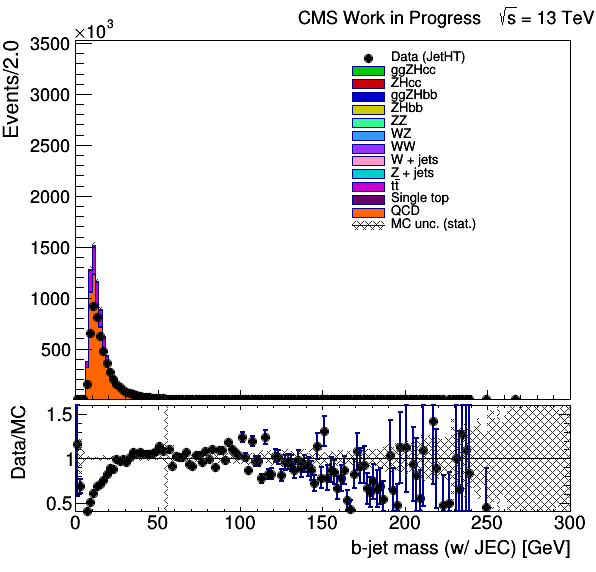 CMS Work in Progress √s = 13 TeV
×10³
Events/2.0
3500
3000
2500
2000
1500
1000
500
Data (JetHT)
ggZHcc
ZHcc
ggZHbb
ZHbb
ZZ
WZ
WW
W + jets
Z + jets
tt̄
Single top
QCD
MC unc. (stat.)
Data/MC
1.5
1
0.5
0 50 100 150 200 250 300
b-jet mass (w/ JEC) [GeV]